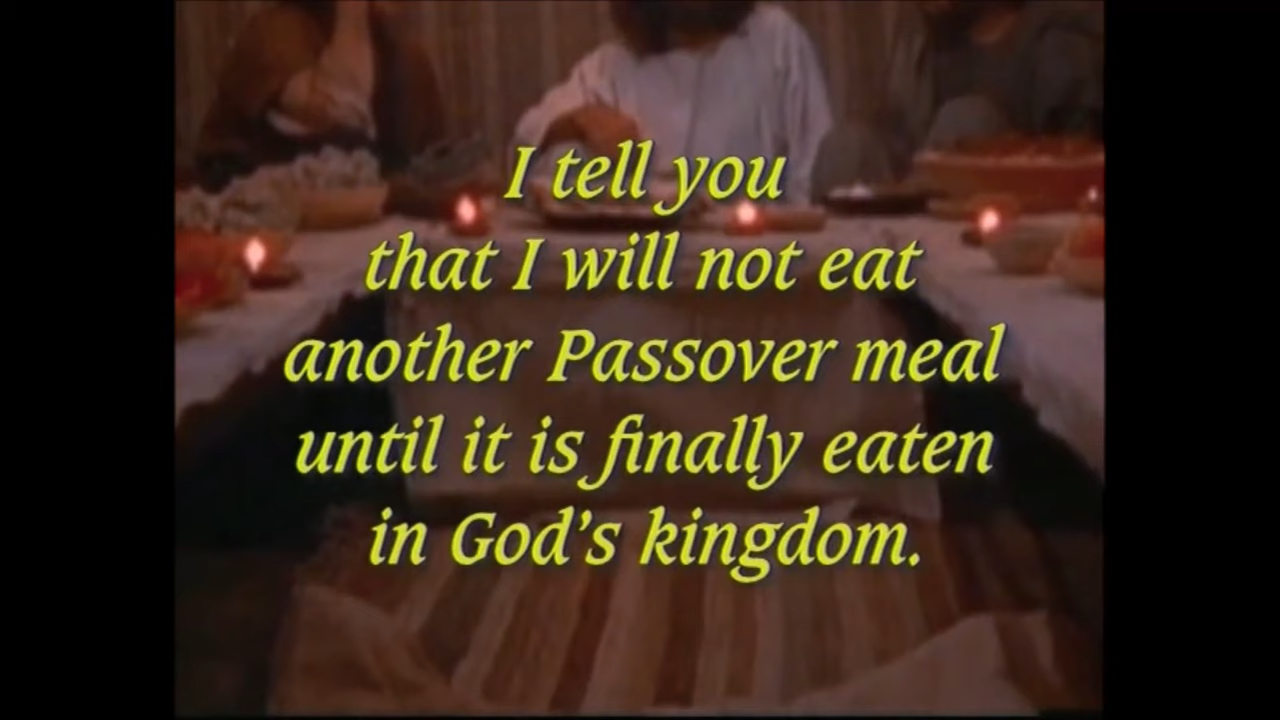 I tell you
that I will not eat
another Passover meal
until it is finally eaten
in God's kingdom.